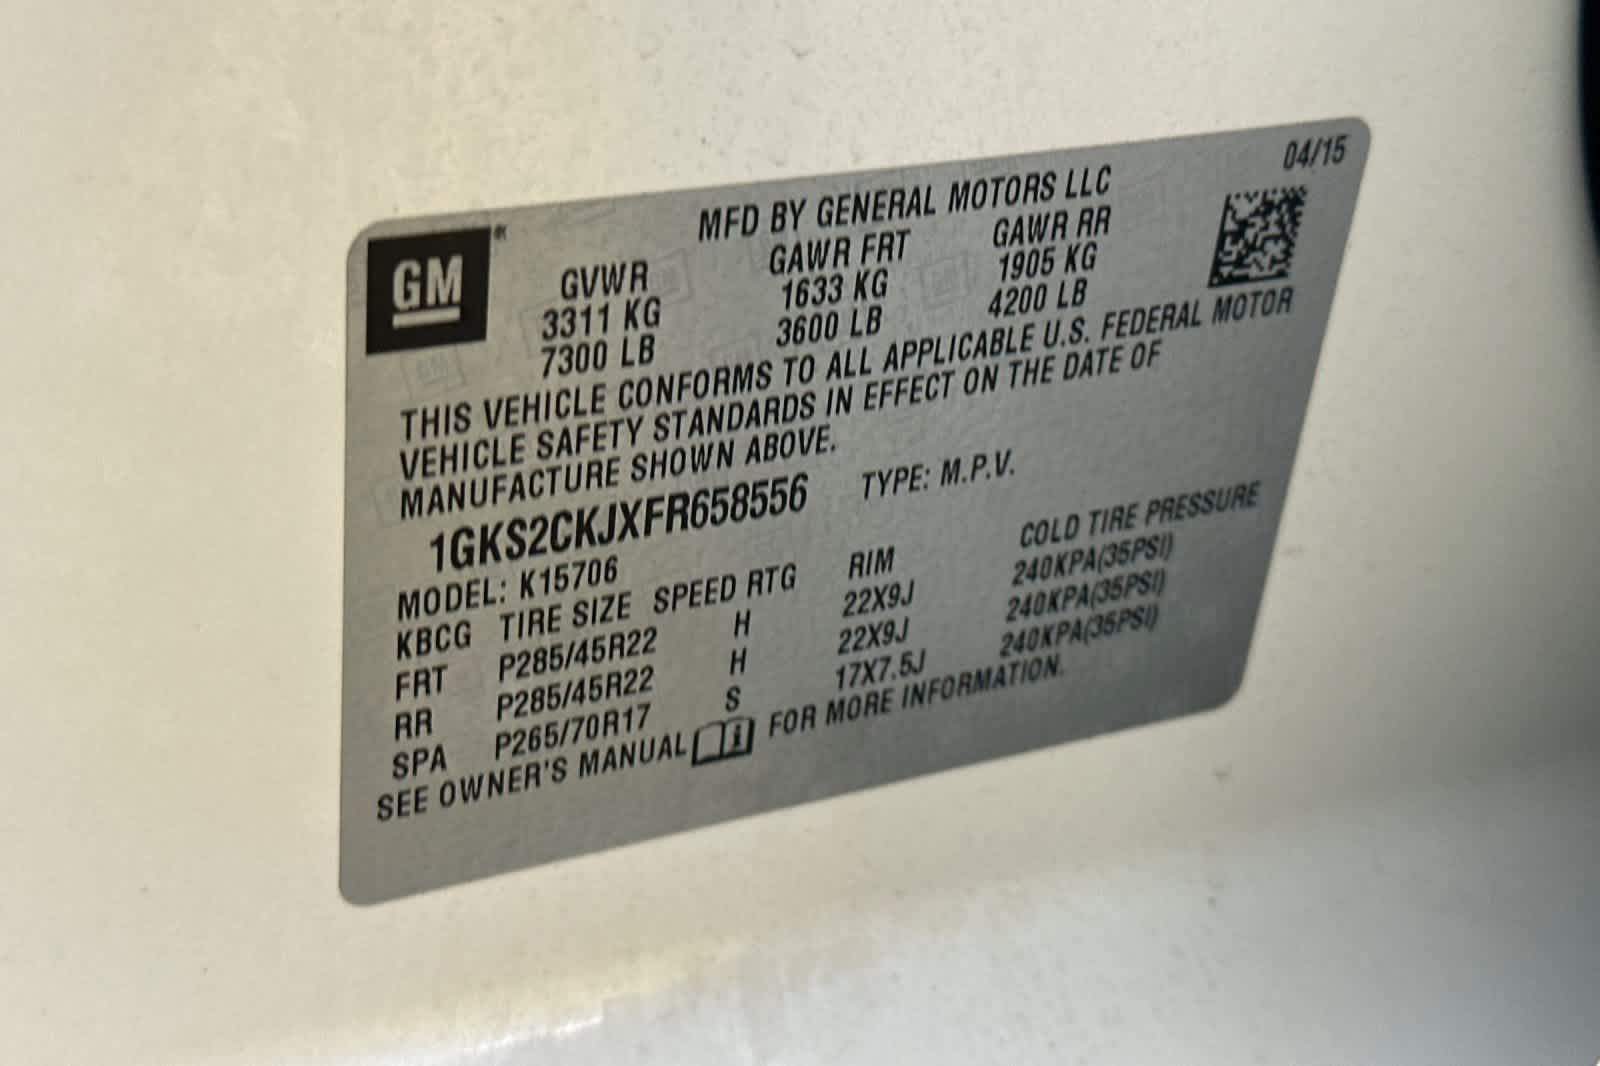 04/15
MFD BY GENERAL MOTORS LLC
GM
GVWR GAWR FRT GAWR RR
3311 KG 1633 KG 1905 KG
7300 LB 3600 LB 4200 LB
THIS VEHICLE CONFORMS TO ALL APPLICABLE U.S. FEDERAL MOTOR
VEHICLE SAFETY STANDARDS IN EFFECT ON THE DATE OF
MANUFACTURE SHOWN ABOVE.
1GKS2CKJXFR658556 TYPE: M.P.V.
MODEL: K15706
KBCG TIRE SIZE SPEED RTG RIM COLD TIRE PRESSURE
FRT P285/45R22 H 22X9J 240KPA(35PSI)
RR P285/45R22 H 22X9J 240KPA(35PSI)
SPA P265/70R17 S 17X7.5J 240KPA(35PSI)
SEE OWNER'S MANUAL i FOR MORE INFORMATION.